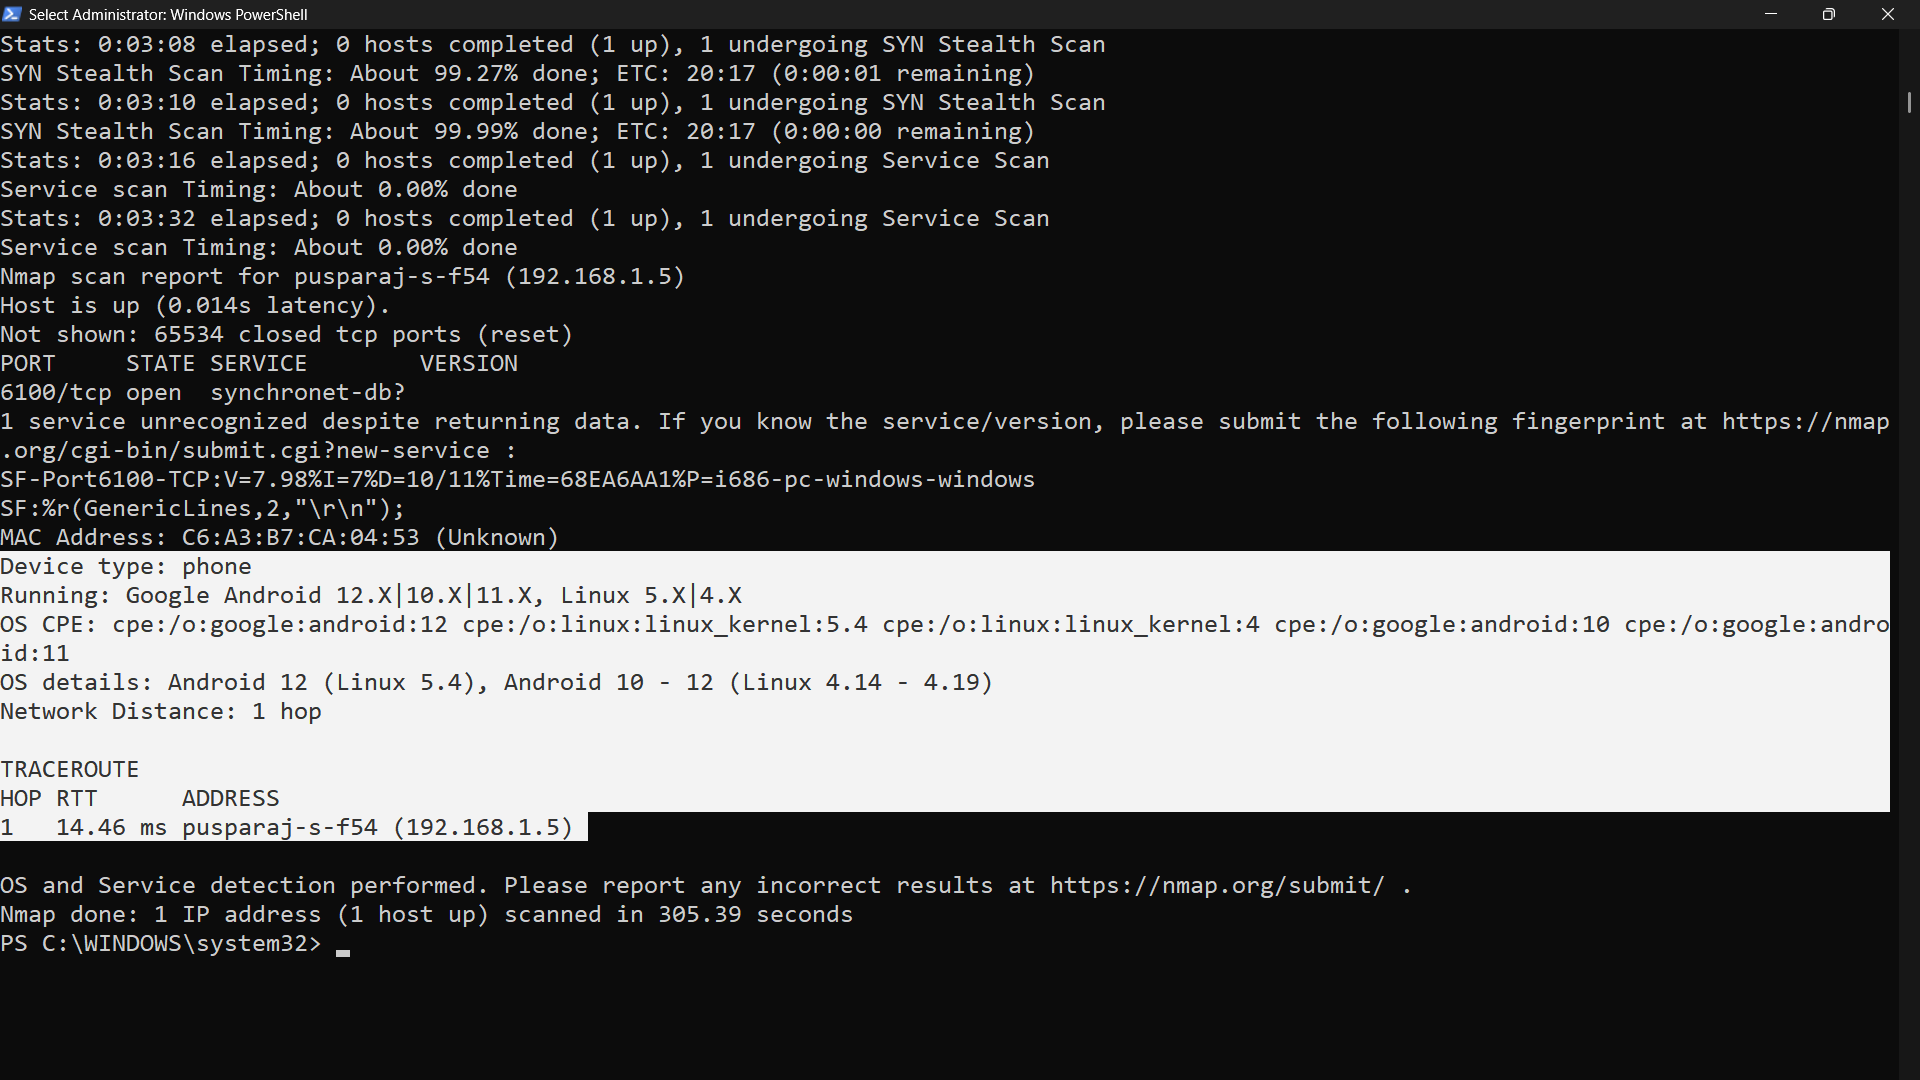 Select Administrator: Windows PowerShell
Stats: 0:03:08 elapsed; 0 hosts completed (1 up), 1 undergoing SYN Stealth Scan
SYN Stealth Scan Timing: About 99.27% done; ETC: 20:17 (0:00:01 remaining)
Stats: 0:03:10 elapsed; 0 hosts completed (1 up), 1 undergoing SYN Stealth Scan
SYN Stealth Scan Timing: About 99.99% done; ETC: 20:17 (0:00:00 remaining)
Stats: 0:03:16 elapsed; 0 hosts completed (1 up), 1 undergoing Service Scan
Service scan Timing: About 0.00% done
Stats: 0:03:32 elapsed; 0 hosts completed (1 up), 1 undergoing Service Scan
Service scan Timing: About 0.00% done
Nmap scan report for pusparaj-s-f54 (192.168.1.5)
Host is up (0.014s latency).
Not shown: 65534 closed tcp ports (reset)
PORT     STATE SERVICE        VERSION
6100/tcp open  synchronet-db?
1 service unrecognized despite returning data. If you know the service/version, please submit the following fingerprint at https://nmap
.org/cgi-bin/submit.cgi?new-service :
SF-Port6100-TCP:V=7.98%I=7%D=10/11%Time=68EA6AA1%P=i686-pc-windows-windows
SF:%r(GenericLines,2,"\r\n");
MAC Address: C6:A3:B7:CA:04:53 (Unknown)
Device type: phone
Running: Google Android 12.X|10.X|11.X, Linux 5.X|4.X
OS CPE: cpe:/o:google:android:12 cpe:/o:linux:linux_kernel:5.4 cpe:/o:linux:linux_kernel:4 cpe:/o:google:android:10 cpe:/o:google:andro
id:11
OS details: Android 12 (Linux 5.4), Android 10 - 12 (Linux 4.14 - 4.19)
Network Distance: 1 hop
TRACEROUTE
HOP RTT      ADDRESS
1   14.46 ms pusparaj-s-f54 (192.168.1.5)
OS and Service detection performed. Please report any incorrect results at https://nmap.org/submit/ .
Nmap done: 1 IP address (1 host up) scanned in 305.39 seconds
PS C:\WINDOWS\system32>